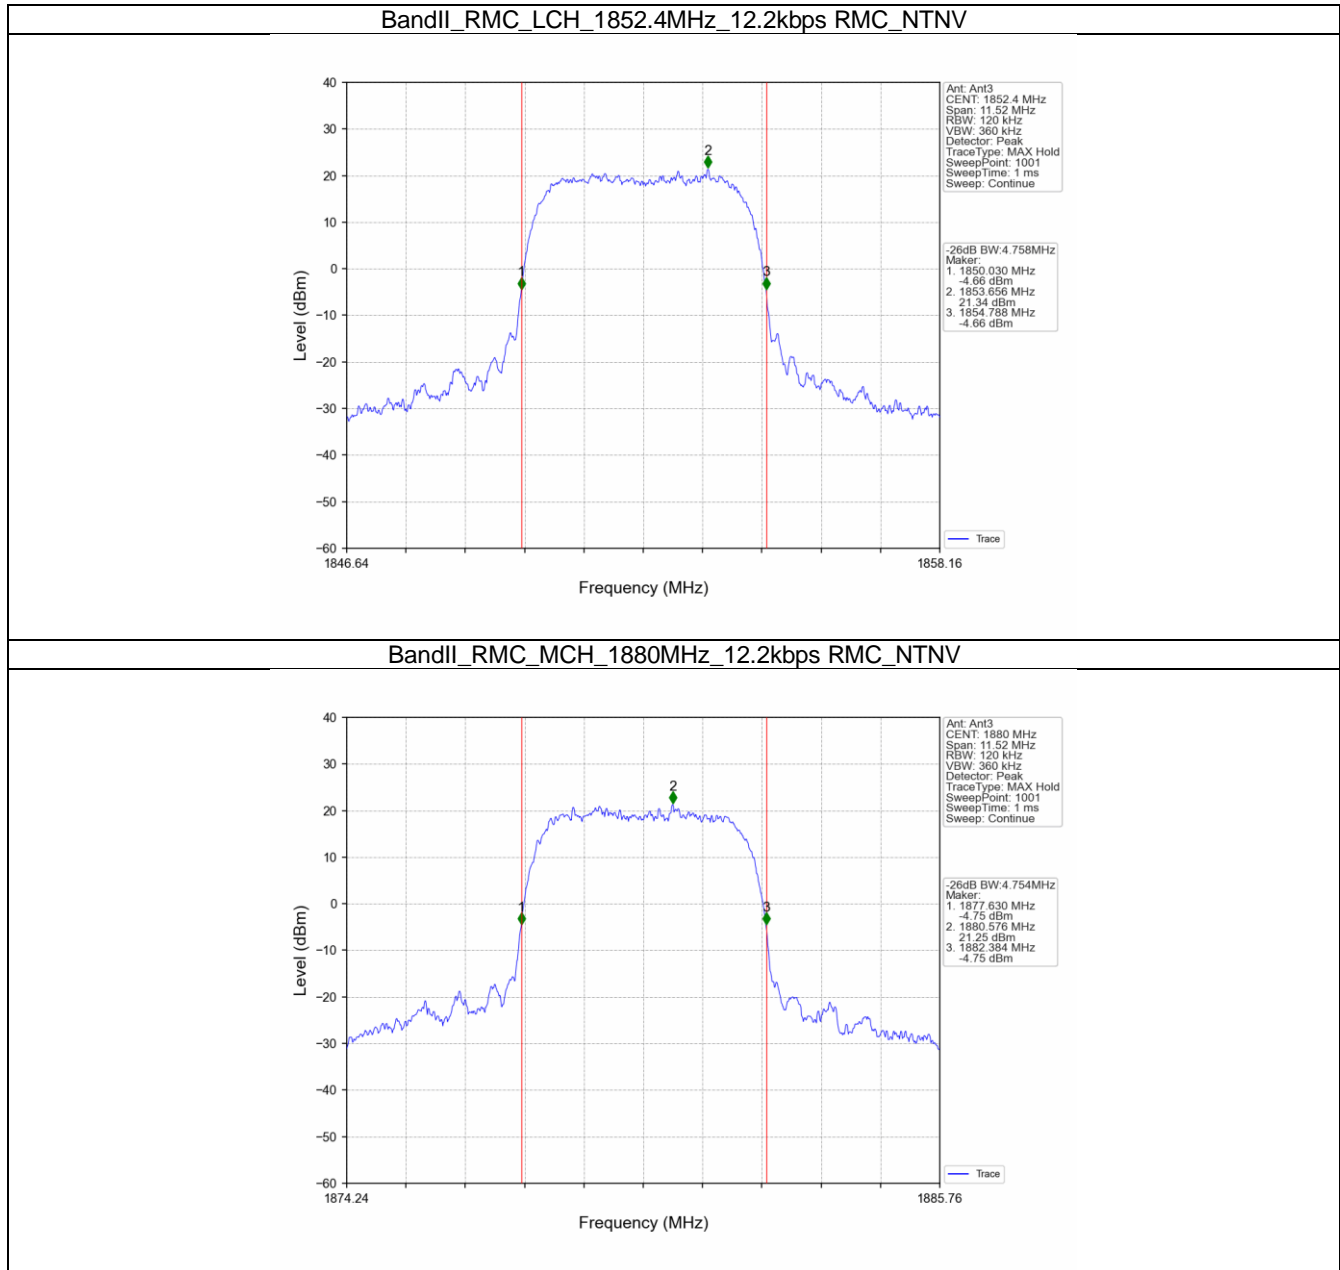 BandII_RMC_LCH_1852.4MHz_12.2kbps RMC_NTNV
40
30
20
10
0
−10
−20
−30
−40
−50
−60
Level (dBm)
1
2
3
1846.64
1858.16
Frequency (MHz)
Ant: Ant3
CENT: 1852.4 MHz
Span: 11.52 MHz
RBW: 120 kHz
VBW: 360 kHz
Detector: Peak
TraceType: MAX Hold
SweepPoint: 1001
SweepTime: 1 ms
Sweep: Continue
-26dB BW:4.758MHz
Maker:
1. 1850.030 MHz
-4.66 dBm
2. 1853.656 MHz
21.34 dBm
3. 1854.788 MHz
-4.66 dBm
Trace
BandII_RMC_MCH_1880MHz_12.2kbps RMC_NTNV
40
30
20
10
0
−10
−20
−30
−40
−50
−60
Level (dBm)
1
2
3
1874.24
1885.76
Frequency (MHz)
Ant: Ant3
CENT: 1880 MHz
Span: 11.52 MHz
RBW: 120 kHz
VBW: 360 kHz
Detector: Peak
TraceType: MAX Hold
SweepPoint: 1001
SweepTime: 1 ms
Sweep: Continue
-26dB BW:4.754MHz
Maker:
1. 1877.630 MHz
-4.75 dBm
2. 1880.576 MHz
21.25 dBm
3. 1882.384 MHz
-4.75 dBm
Trace